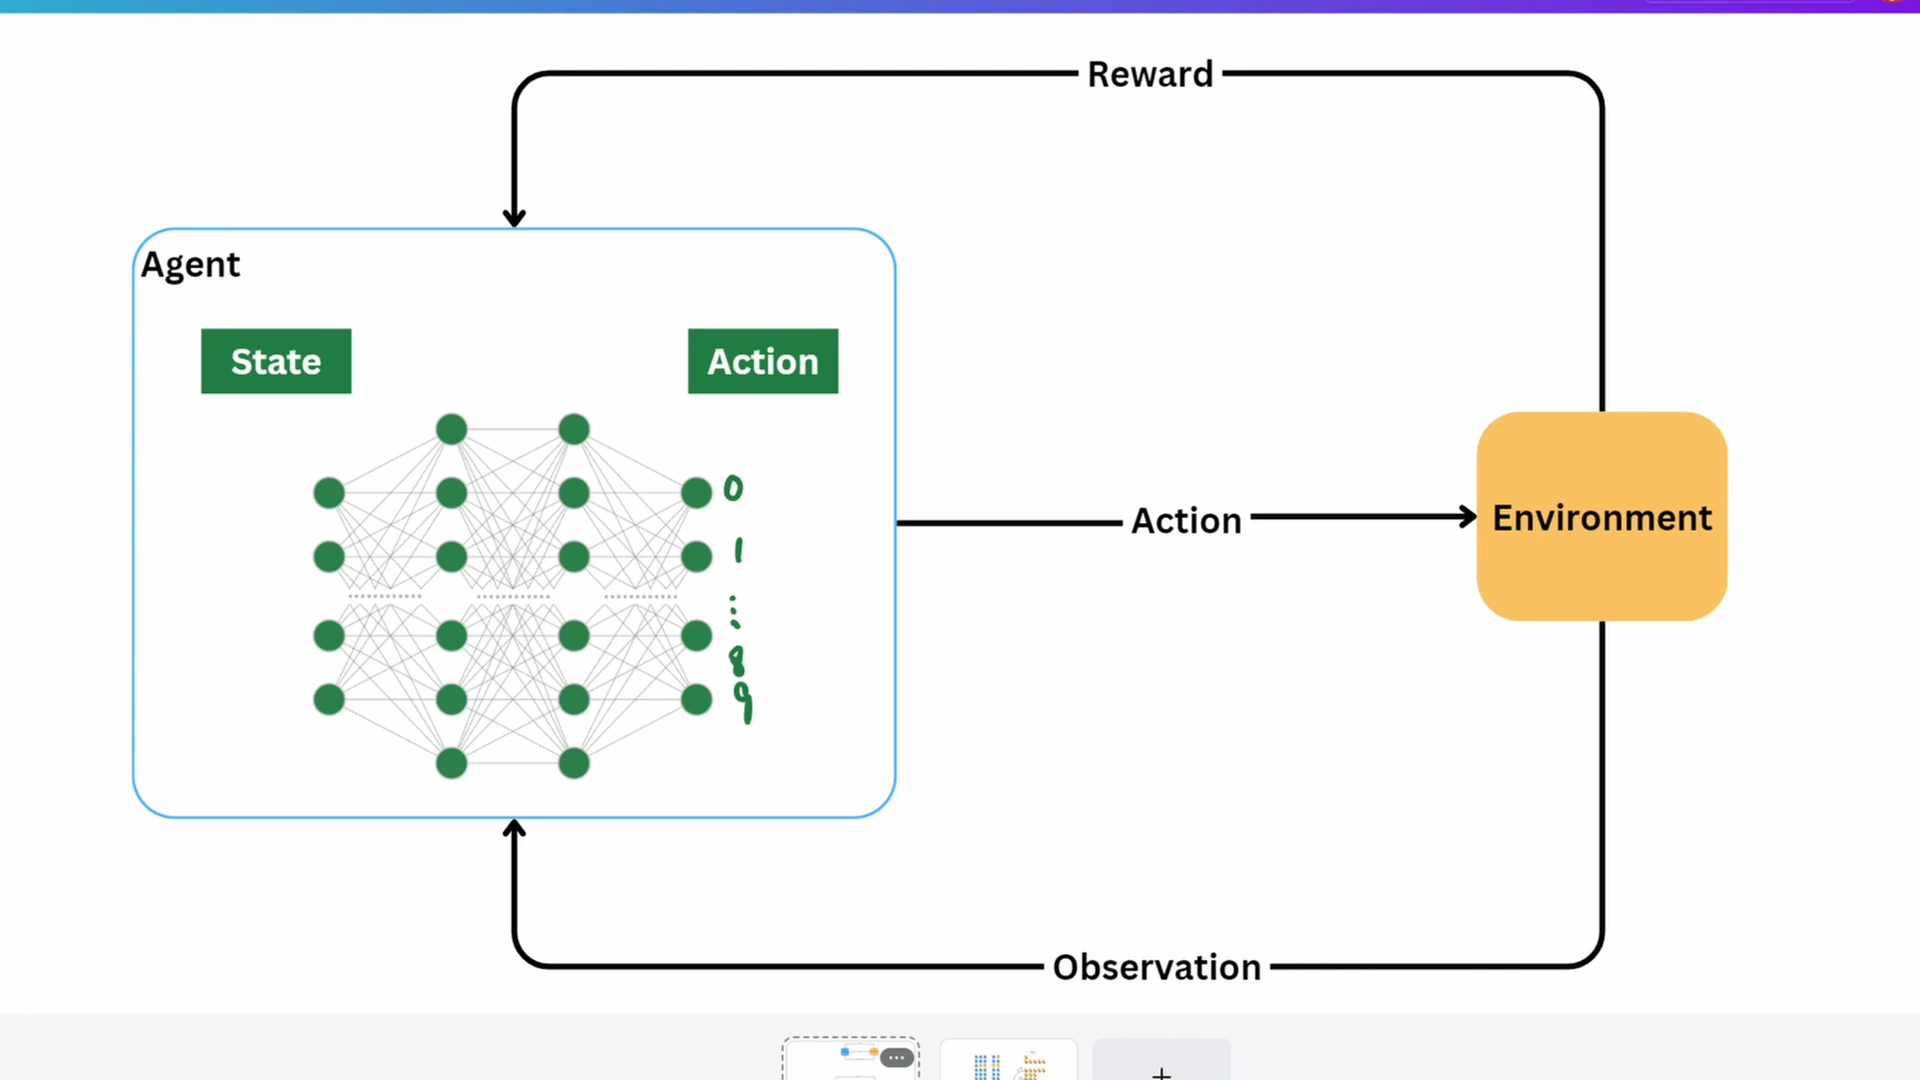 Reward
Agent
State
Action
0
1
⋮
8
9
Action
Environment
Observation